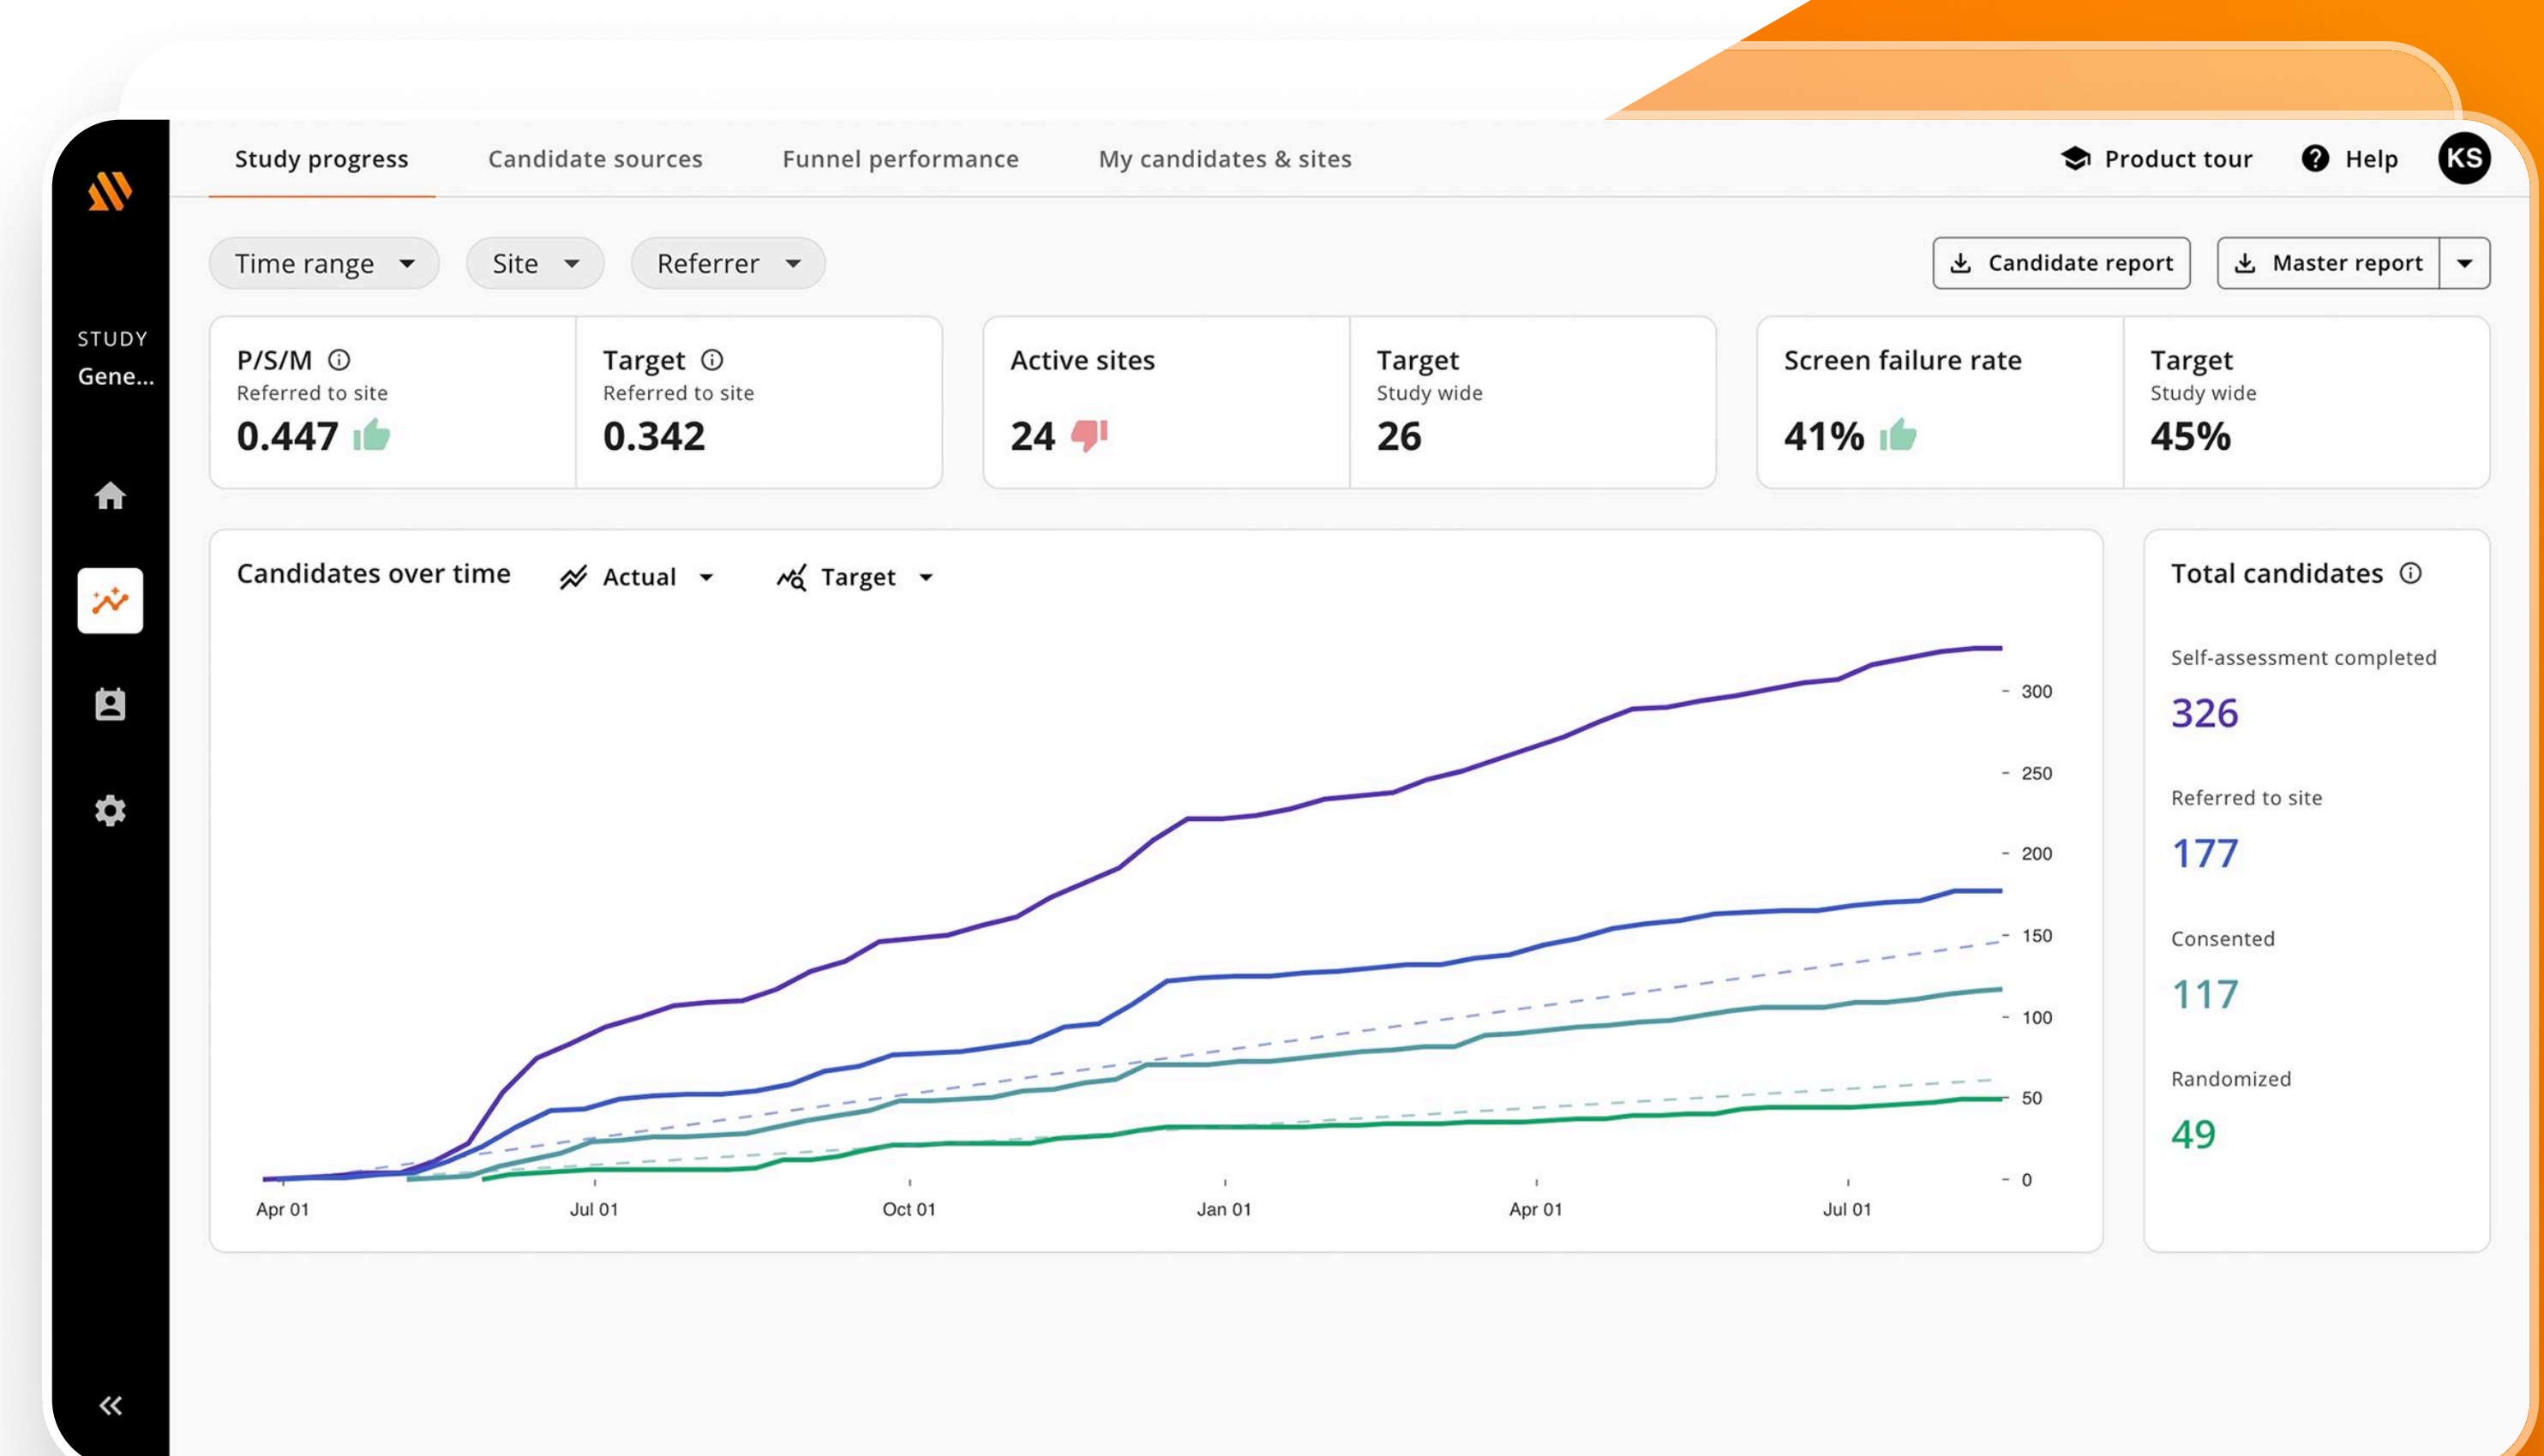 Study progress
Candidate sources
Funnel performance
My candidates & sites
Product tour
Help
KS
STUDY
Gene...
Time range
Site
Referrer
Candidate report
Master report
P/S/M
Referred to site
0.447
Target
Referred to site
0.342
Active sites
24
Target
Study wide
26
Screen failure rate
41%
Target
Study wide
45%
Candidates over time
Actual
Target
300
250
200
150
100
50
0
Apr 01
Jul 01
Oct 01
Jan 01
Apr 01
Jul 01
Total candidates
Self-assessment completed
326
Referred to site
177
Consented
117
Randomized
49